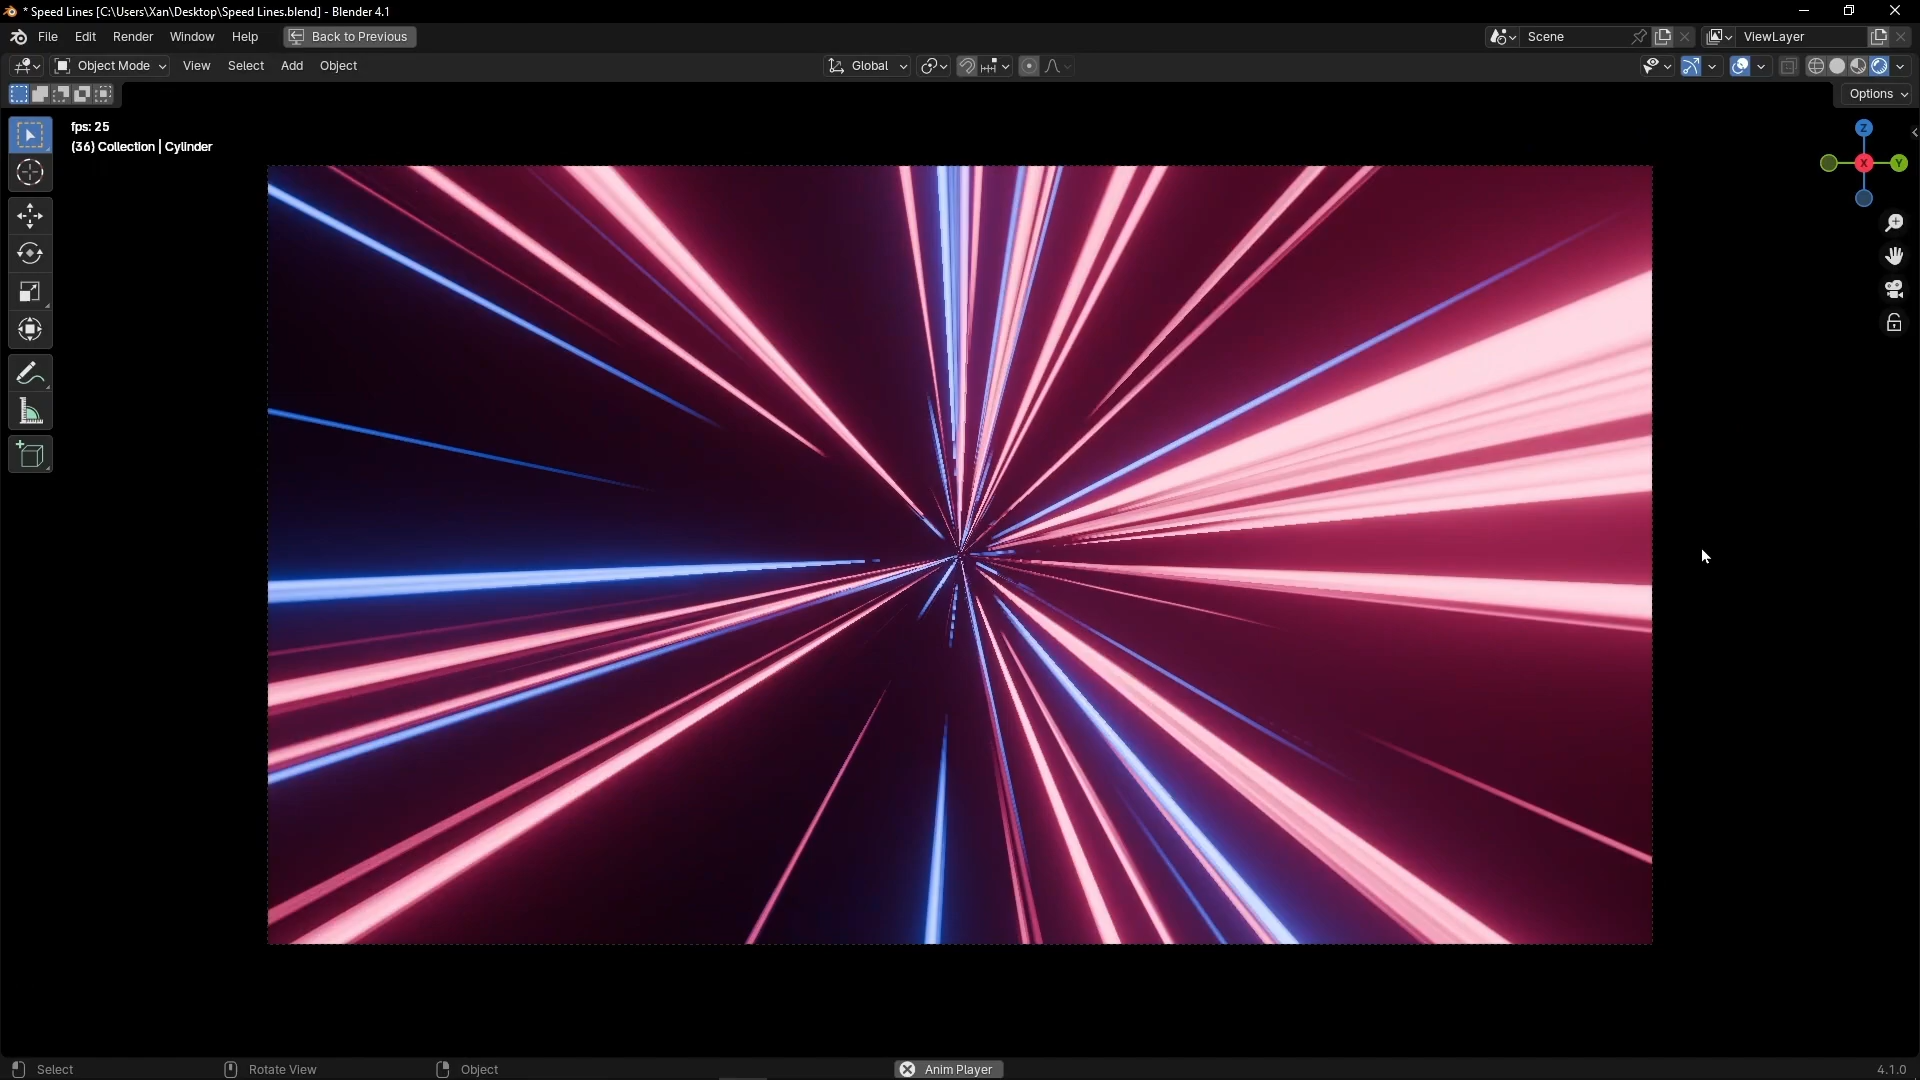 * Speed Lines [C:\Users\Xan\Desktop\Speed Lines.blend] - Blender 4.1
File Edit Render Window Help Back to Previous Scene ViewLayer
Object Mode View Select Add Object Global
Options
fps: 25
(36) Collection | Cylinder
Z
X
Y
Select Rotate View Object Anim Player 4.1.0